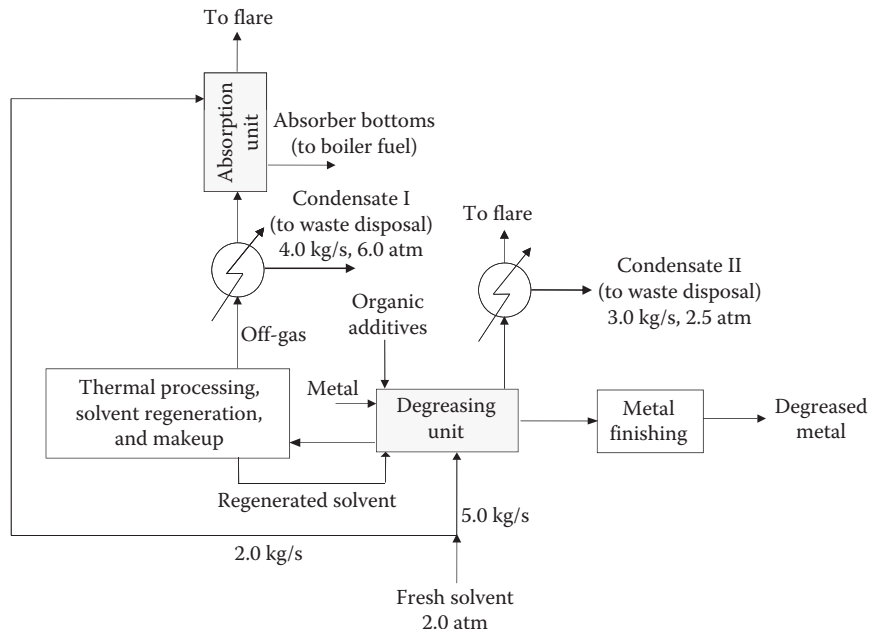 To flare
Absorption
unit
Absorber bottoms
(to boiler fuel)
Condensate I
(to waste disposal)
4.0 kg/s, 6.0 atm
To flare
Condensate II
(to waste disposal)
3.0 kg/s, 2.5 atm
Organic
additives
Off-gas
Thermal processing,
solvent regeneration,
and makeup
Metal
Degreasing
unit
Metal
finishing
Degreased
metal
Regenerated solvent
5.0 kg/s
2.0 kg/s
Fresh solvent
2.0 atm